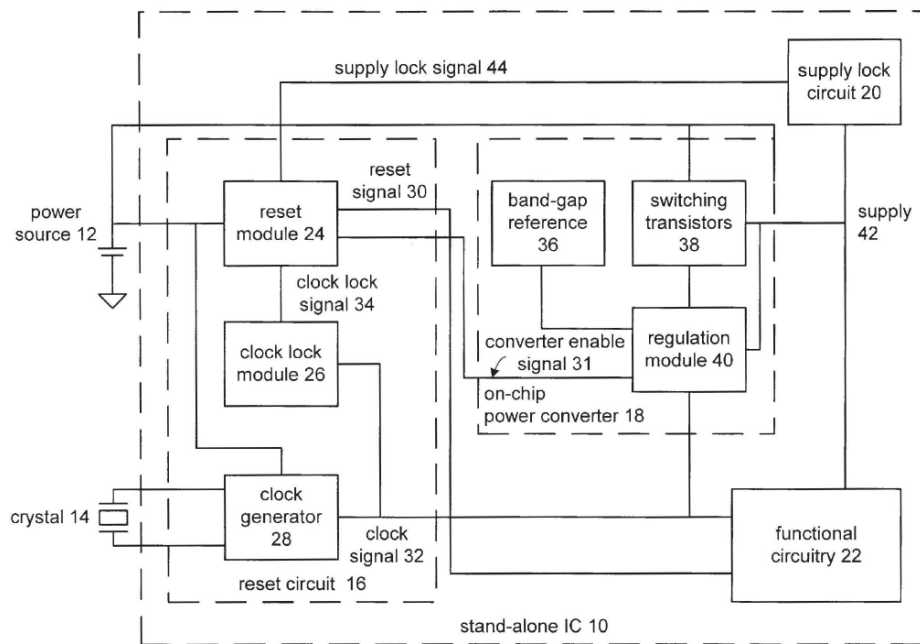 supply lock signal 44
supply lock
circuit 20
reset
signal 30
power
source 12
reset
module 24
band-gap
reference
36
switching
transistors
38
supply
42
clock lock
signal 34
clock lock
module 26
converter enable
signal 31
regulation
module 40
on-chip
power converter 18
crystal 14
clock
generator
28
clock
signal 32
functional
circuitry 22
reset circuit 16
stand-alone IC 10